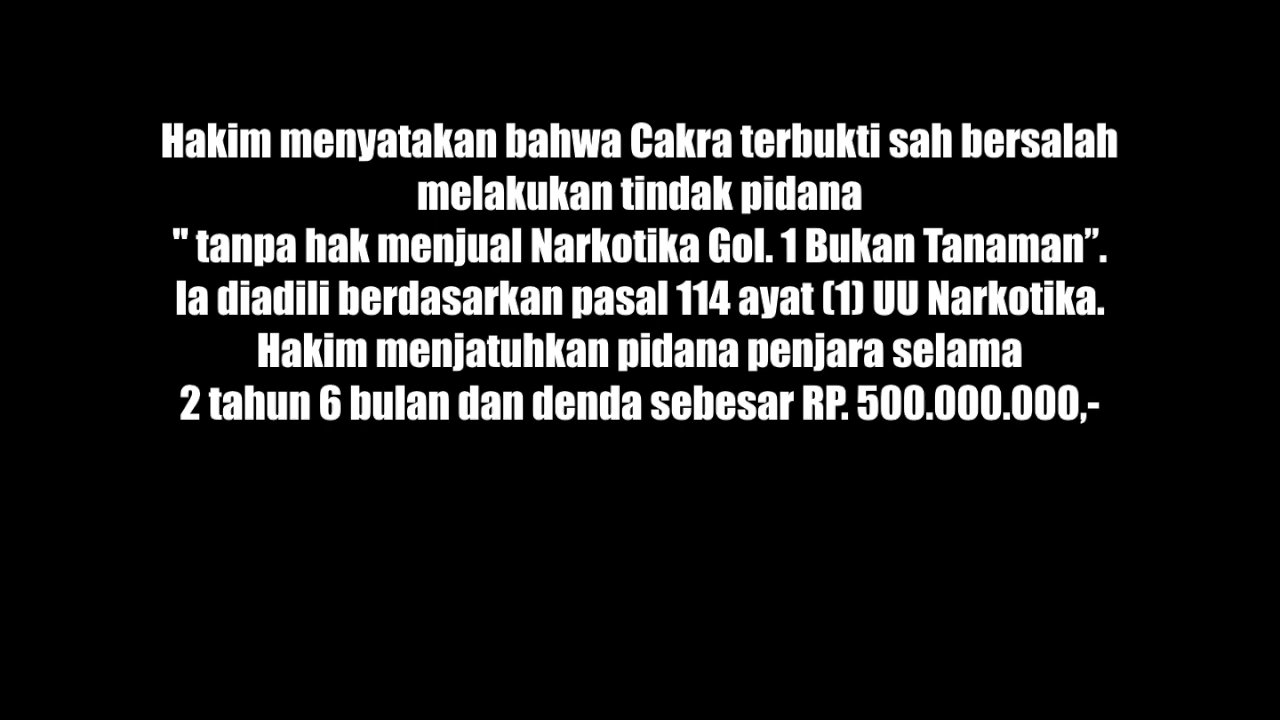 Hakim menyatakan bahwa Cakra terbukti sah bersalah
melakukan tindak pidana
" tanpa hak menjual Narkotika Gol. 1 Bukan Tanaman”.
Ia diadili berdasarkan pasal 114 ayat (1) UU Narkotika.
Hakim menjatuhkan pidana penjara selama
2 tahun 6 bulan dan denda sebesar RP. 500.000.000,-